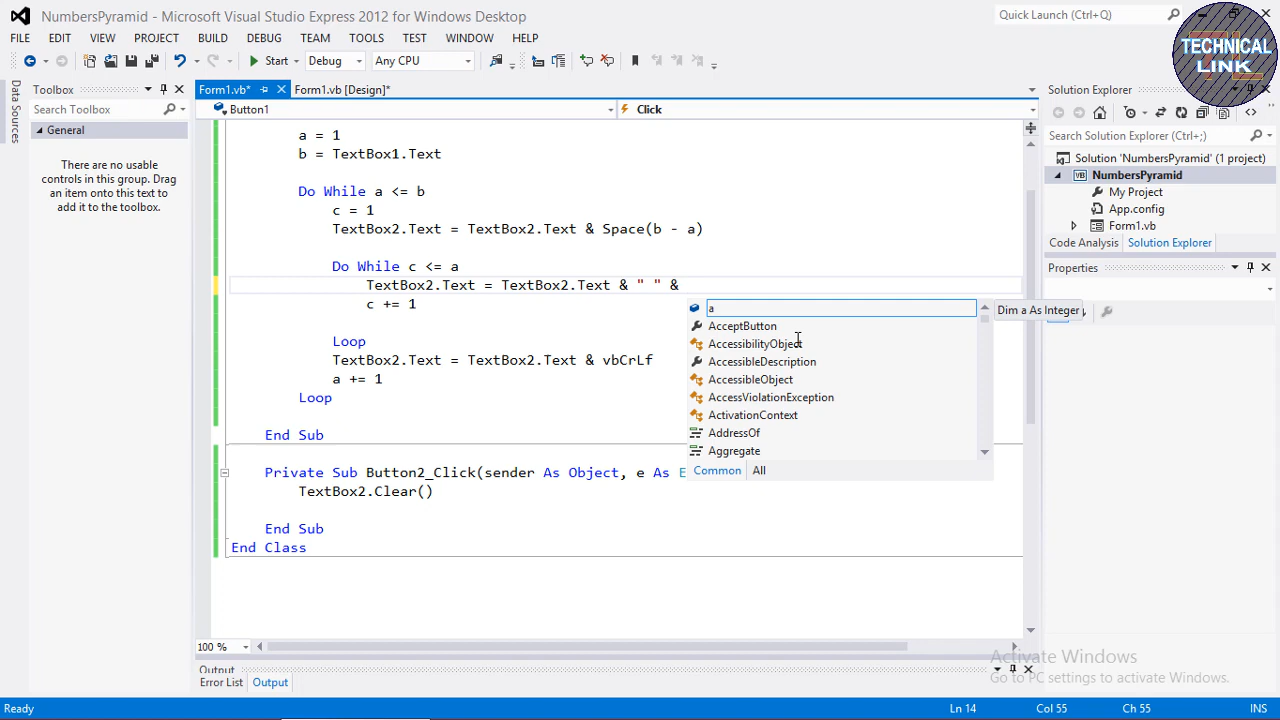 NumbersPyramid - Microsoft Visual Studio Express 2012 for Windows Desktop
Quick Launch (Ctrl+Q)
FILE EDIT VIEW PROJECT BUILD DEBUG TEAM TOOLS TEST WINDOW HELP
TECHNICAL
LINK
Start Debug Any CPU
Data Sources
Toolbox
Search Toolbox
General
There are no usable
controls in this group. Drag
an item onto this text to
add it to the toolbox.
Form1.vb* Form1.vb [Design]*
Button1 Click
a = 1
b = TextBox1.Text
Do While a <= b
c = 1
TextBox2.Text = TextBox2.Text & Space(b - a)
Do While c <= a
TextBox2.Text = TextBox2.Text & " " &
c += 1
Loop
TextBox2.Text = TextBox2.Text & vbCrLf
a += 1
Loop
End Sub
Private Sub Button2_Click(sender As Object, e As E
TextBox2.Clear()
End Sub
End Class
a
AcceptButton
AccessibilityObject
AccessibleDescription
AccessibleObject
AccessViolationException
ActivationContext
AddressOf
Aggregate
Common All
Dim a As Integer
Solution Explorer
Search Solution Explorer (Ctrl+;)
Solution 'NumbersPyramid' (1 project)
NumbersPyramid
My Project
App.config
Form1.vb
Code Analysis Solution Explorer
Properties
100 %
Output
Error List Output
Activate Windows
Go to PC settings to activate Windows.
Ready Ln 14 Col 55 Ch 55 INS